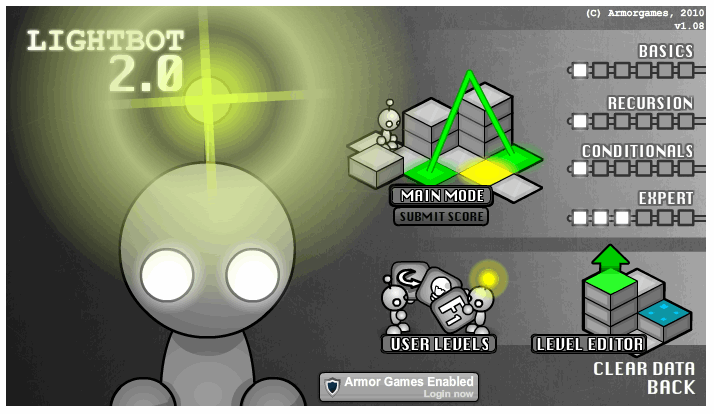 (C) Armorgames, 2010
v1.08
LIGHTBOT
2.0
BASICS
RECURSION
CONDITIONALS
EXPERT
MAIN MODE
SUBMIT SCORE
F1
USER LEVELS
LEVEL EDITOR
CLEAR DATA
BACK
Armor Games Enabled
Login now